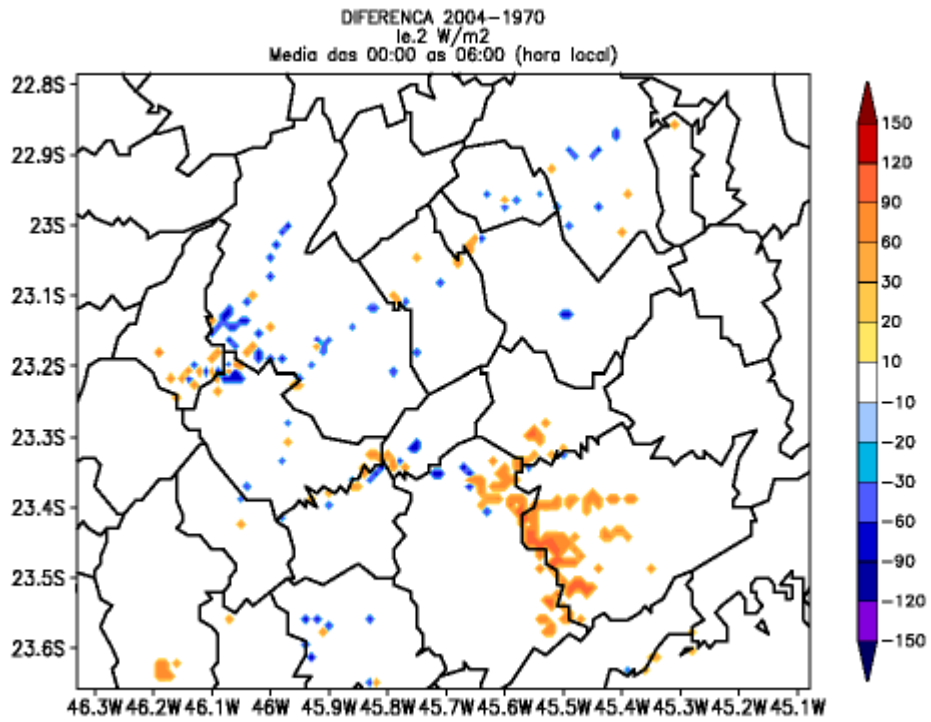 DIFERENCA 2004-1970
le.2 W/m2
Media das 00:00 as 06:00 (hora local)
22.8S
22.9S
23S
23.1S
23.2S
23.3S
23.4S
23.5S
23.6S
46.3W 46.2W 46.1W 46W 45.9W 45.8W 45.7W 45.6W 45.5W 45.4W 45.3W 45.2W 45.1W
150
120
90
60
30
20
10
-10
-20
-30
-60
-90
-120
-150